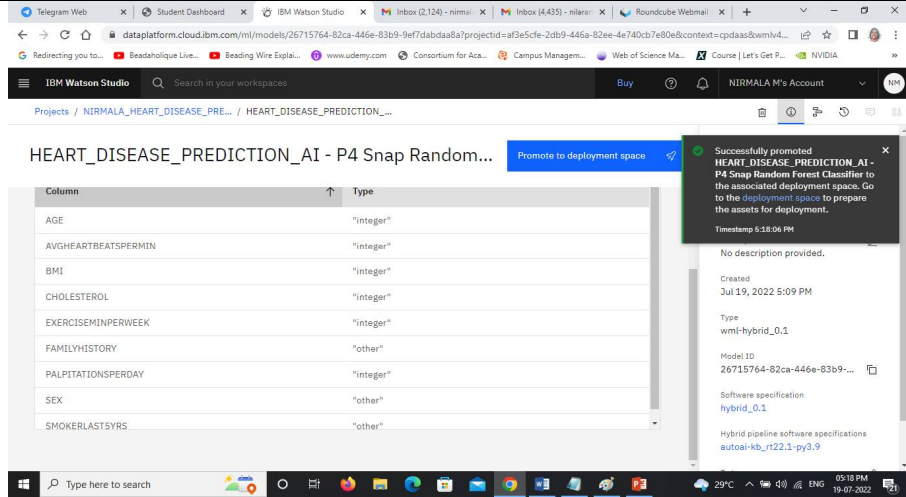 Telegram Web
Student Dashboard
IBM Watson Studio
Inbox (2,124) - nirmal
Inbox (4,435) - nilaran
Roundcube Webmail
dataplatform.cloud.ibm.com/ml/models/26715764-82ca-446e-83b9-9ef7dabdaa8a?projectid=af3e5cfe-2db9-446a-82ee-4e740cb7e80e&context=cpdaas&wmlv4...
Redirecting you to...
Beadaholique Live...
Beading Wire Explai...
www.udemy.com
Consortium for Aca...
Campus Managem...
Web of Science Ma...
Course | Let's Get P...
NVIDIA
»
IBM Watson Studio
Search in your workspaces
Buy
NIRMALA M's Account
NM
Projects / NIRMALA_HEART_DISEASE_PRE... / HEART_DISEASE_PREDICTION_...
HEART_DISEASE_PREDICTION_AI - P4 Snap Random...
Promote to deployment space
Successfully promoted
HEART_DISEASE_PREDICTION_AI -
P4 Snap Random Forest Classifier to
the associated deployment space. Go
to the deployment space to prepare
the assets for deployment.
Timestamp 5:18:06 PM
Column Type
AGE "integer"
AVGHEARTBEATSPERMIN "integer"
BMI "integer"
CHOLESTEROL "integer"
EXERCISEMINPERWEEK "integer"
FAMILYHISTORY "other"
PALPITATIONSPERDAY "integer"
SEX "other"
SMOKERLAST5YRS "other"
No description provided.
Created
Jul 19, 2022 5:09 PM
Type
wml-hybrid_0.1
Model ID
26715764-82ca-446e-83b9-...
Software specification
hybrid_0.1
Hybrid pipeline software specifications
autoai-kb_rt22.1-py3.9
Type here to search
29°C
ENG
05:18 PM
19-07-2022
21